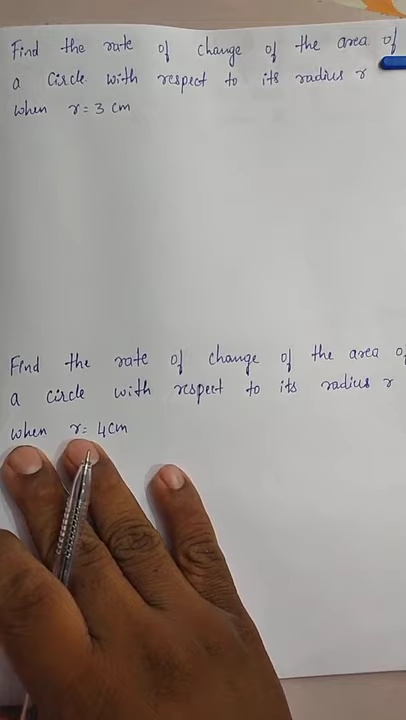 Find the rate of change of the area of
a circle with respect to its radius r
when r = 3 cm
Find the rate of change of the area of
a circle with respect to its radius r
when r = 4cm